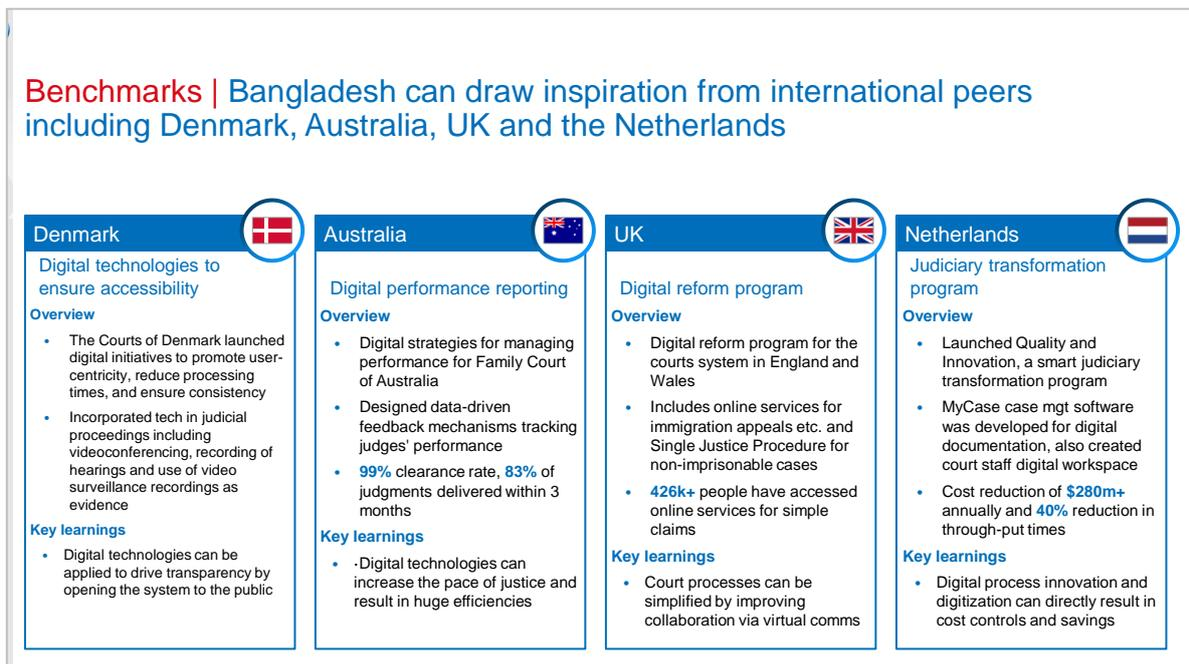 Benchmarks | Bangladesh can draw inspiration from international peers
including Denmark, Australia, UK and the Netherlands
Denmark
Digital technologies to
ensure accessibility
Overview
• The Courts of Denmark launched
digital initiatives to promote user-
centricity, reduce processing
times, and ensure consistency
• Incorporated tech in judicial
proceedings including
videoconferencing, recording of
hearings and use of video
surveillance recordings as
evidence
Key learnings
• Digital technologies can be
applied to drive transparency by
opening the system to the public
Australia
Digital performance reporting
Overview
• Digital strategies for managing
performance for Family Court
of Australia
• Designed data-driven
feedback mechanisms tracking
judges' performance
• 99% clearance rate, 83% of
judgments delivered within 3
months
Key learnings
• ·Digital technologies can
increase the pace of justice and
result in huge efficiencies
UK
Digital reform program
Overview
• Digital reform program for the
courts system in England and
Wales
• Includes online services for
immigration appeals etc. and
Single Justice Procedure for
non-imprisonable cases
• 426k+ people have accessed
online services for simple
claims
Key learnings
• Court processes can be
simplified by improving
collaboration via virtual comms
Netherlands
Judiciary transformation
program
Overview
• Launched Quality and
Innovation, a smart judiciary
transformation program
• MyCase case mgt software
was developed for digital
documentation, also created
court staff digital workspace
• Cost reduction of $280m+
annually and 40% reduction in
through-put times
Key learnings
• Digital process innovation and
digitization can directly result in
cost controls and savings